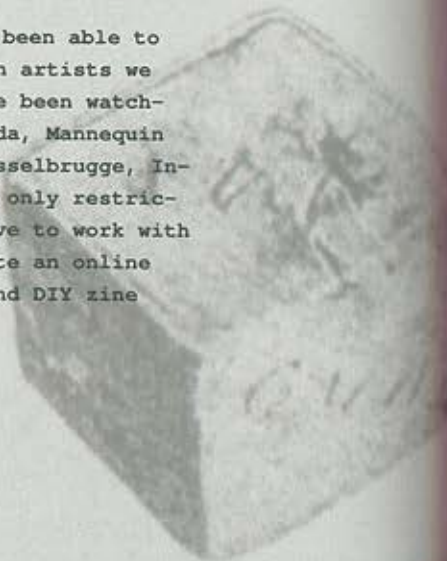 been able to
n artists we
e been watch-
da, Mannequin
sselbrugge, In-
only restric-
ve to work with
te an online
nd DIY zine